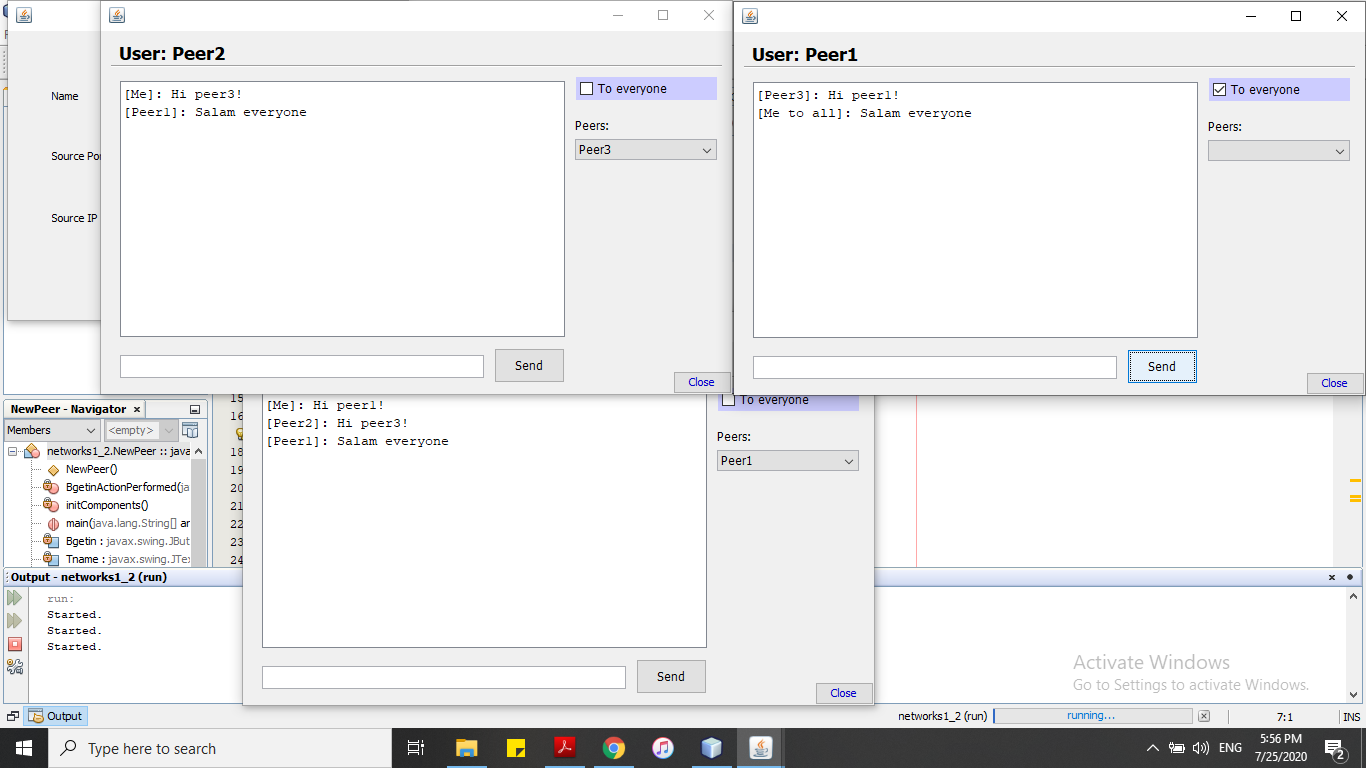 User: Peer2
[Me]: Hi peer3!
[Peer1]: Salam everyone
To everyone
Peers:
Peer3
Send
Close
User: Peer1
[Peer3]: Hi peer1!
[Me to all]: Salam everyone
To everyone
Peers:
Send
Close
Name
Source Por
Source IP
[Me]: Hi peer1!
[Peer2]: Hi peer3!
[Peer1]: Salam everyone
To everyone
Peers:
Peer1
Send
Close
NewPeer - Navigator
Members
<empty>
networks1_2.NewPeer :: java
NewPeer()
BgetinActionPerformed(ja
initComponents()
main(java.lang.String[] ar
Bgetin : javax.swing.JBut
Tname : javax.swing.JTex
15
16
18
19
20
21
22
23
24
Output - networks1_2 (run)
run:
Started.
Started.
Started.
Activate Windows
Go to Settings to activate Windows.
Output
networks1_2 (run)
running...
7:1
INS
Type here to search
ENG
5:56 PM
7/25/2020
2